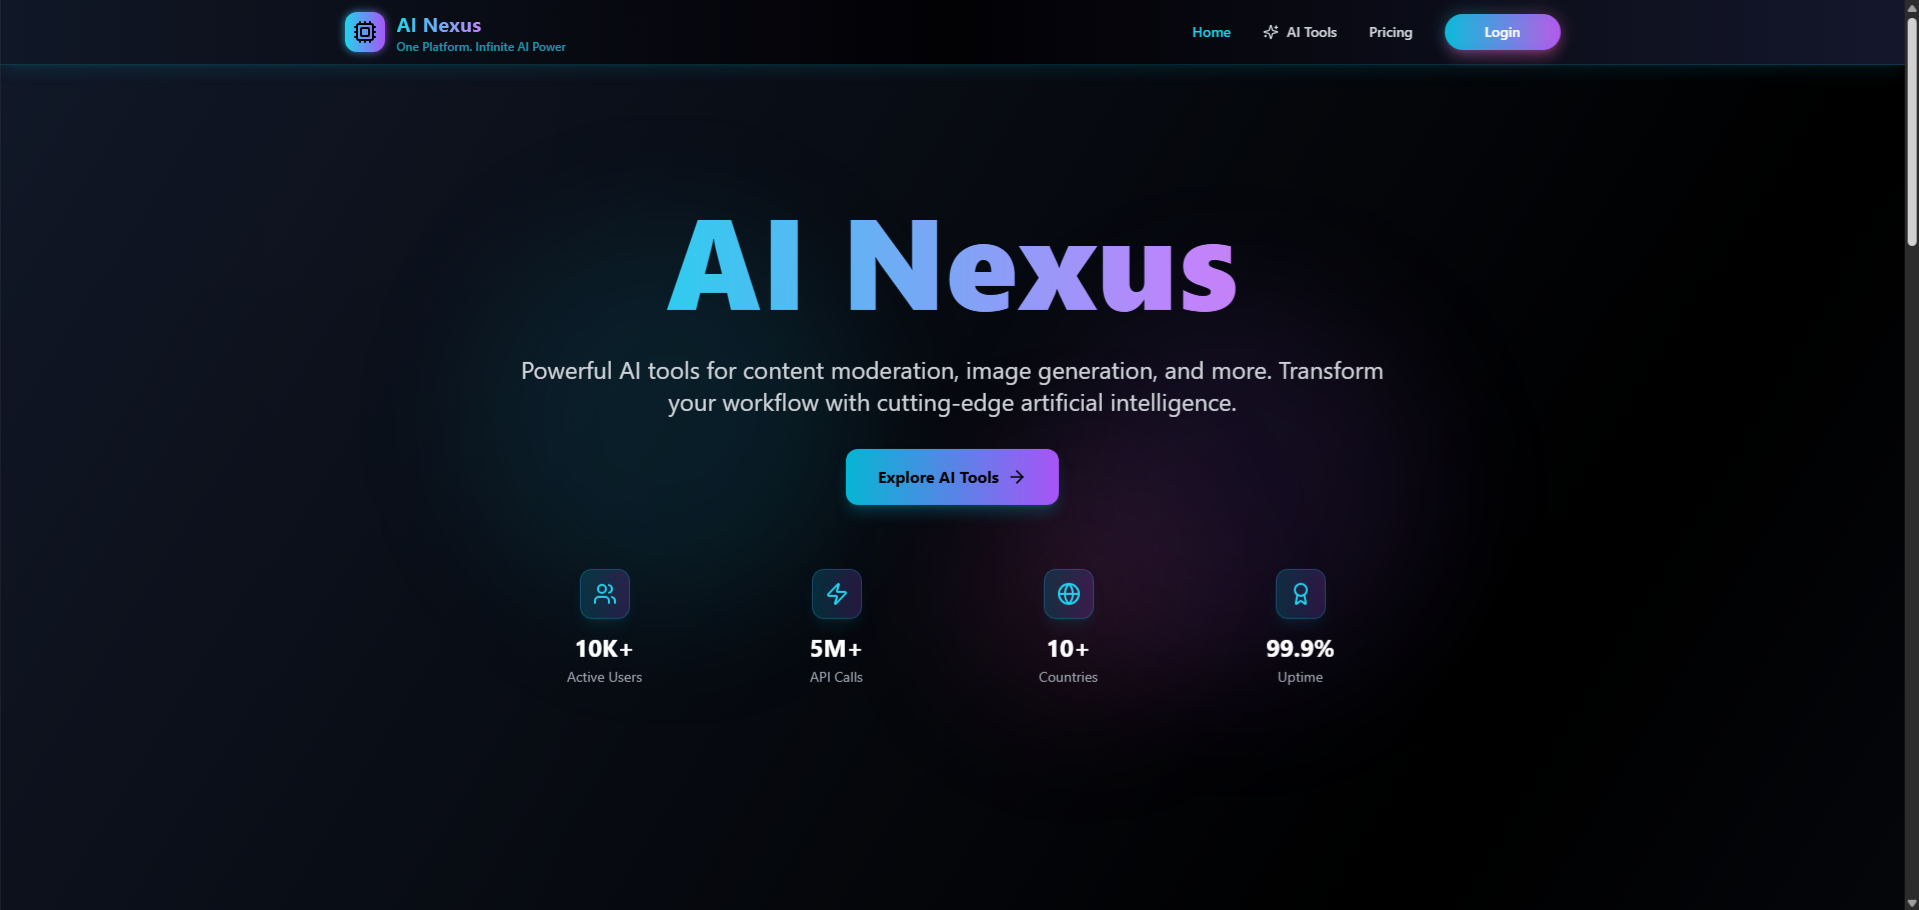 AI Nexus
One Platform. Infinite AI Power
Home
AI Tools
Pricing
Login
AI Nexus
Powerful AI tools for content moderation, image generation, and more. Transform
your workflow with cutting-edge artificial intelligence.
Explore AI Tools
10K+
Active Users
5M+
API Calls
10+
Countries
99.9%
Uptime